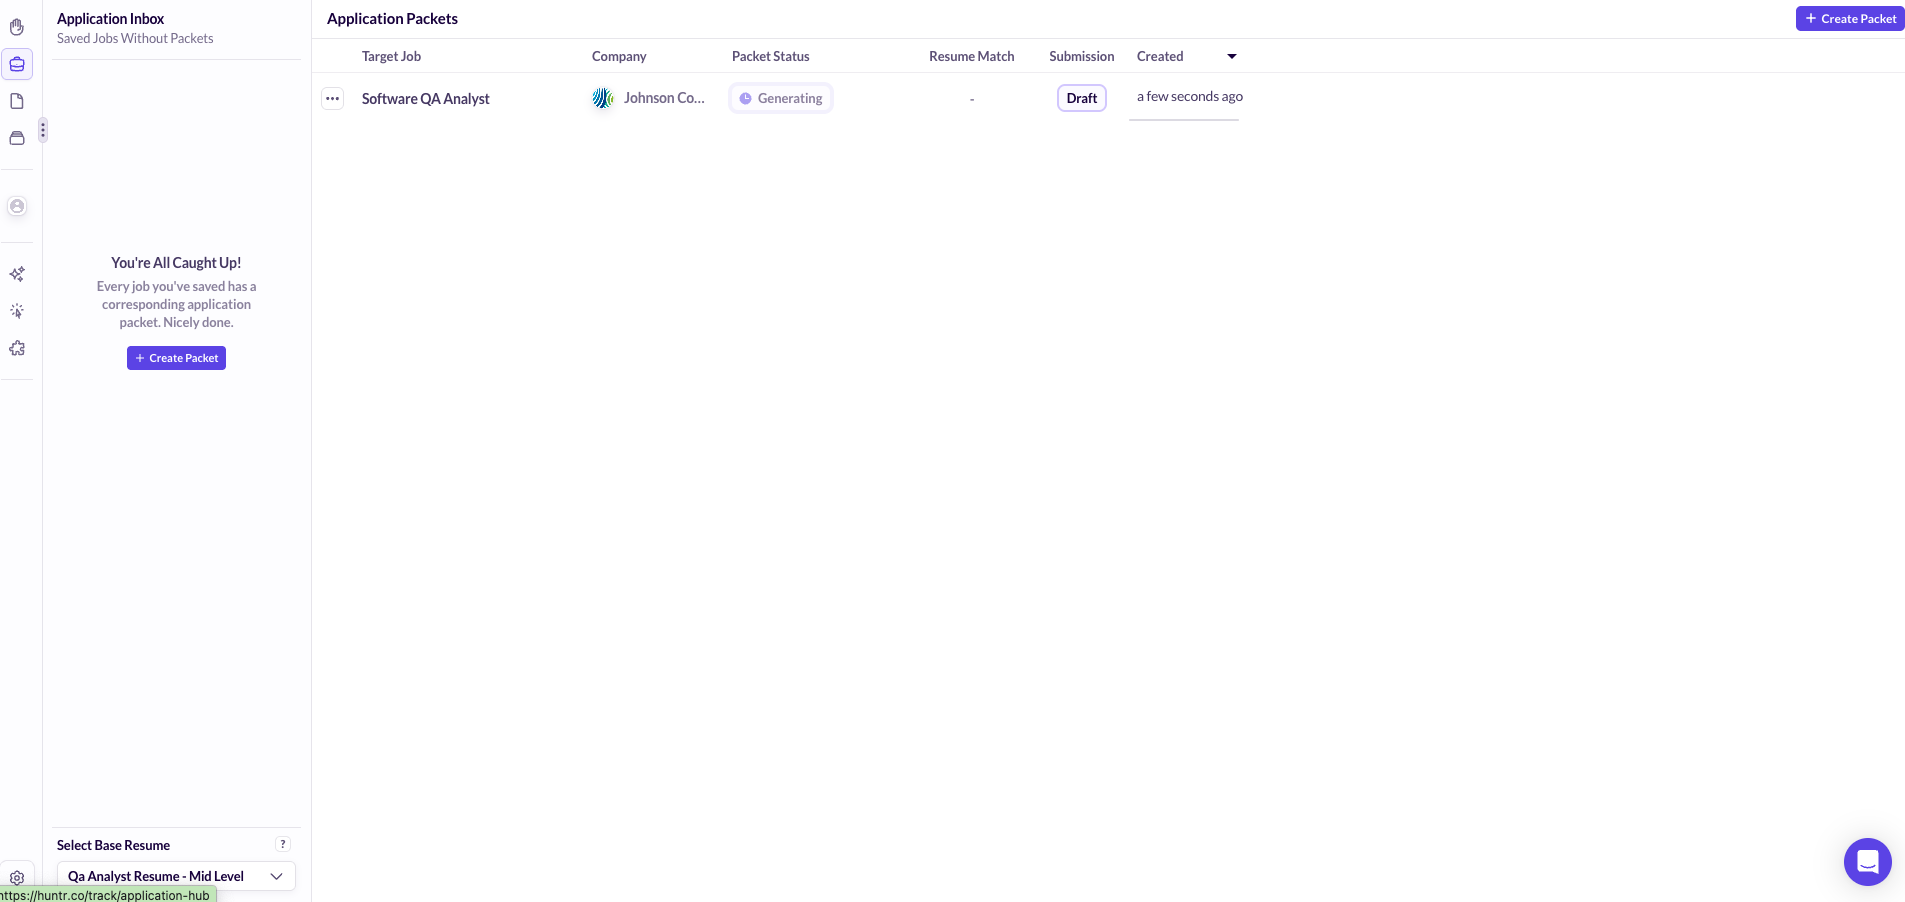 Application Inbox
Saved Jobs Without Packets
You're All Caught Up!
Every job you've saved has a
corresponding application
packet. Nicely done.
+ Create Packet
Select Base Resume
?
Qa Analyst Resume - Mid Level
https://huntr.co/track/application-hub
Application Packets
+ Create Packet
Target Job Company Packet Status Resume Match Submission Created
Software QA Analyst Johnson Co... Generating - Draft a few seconds ago